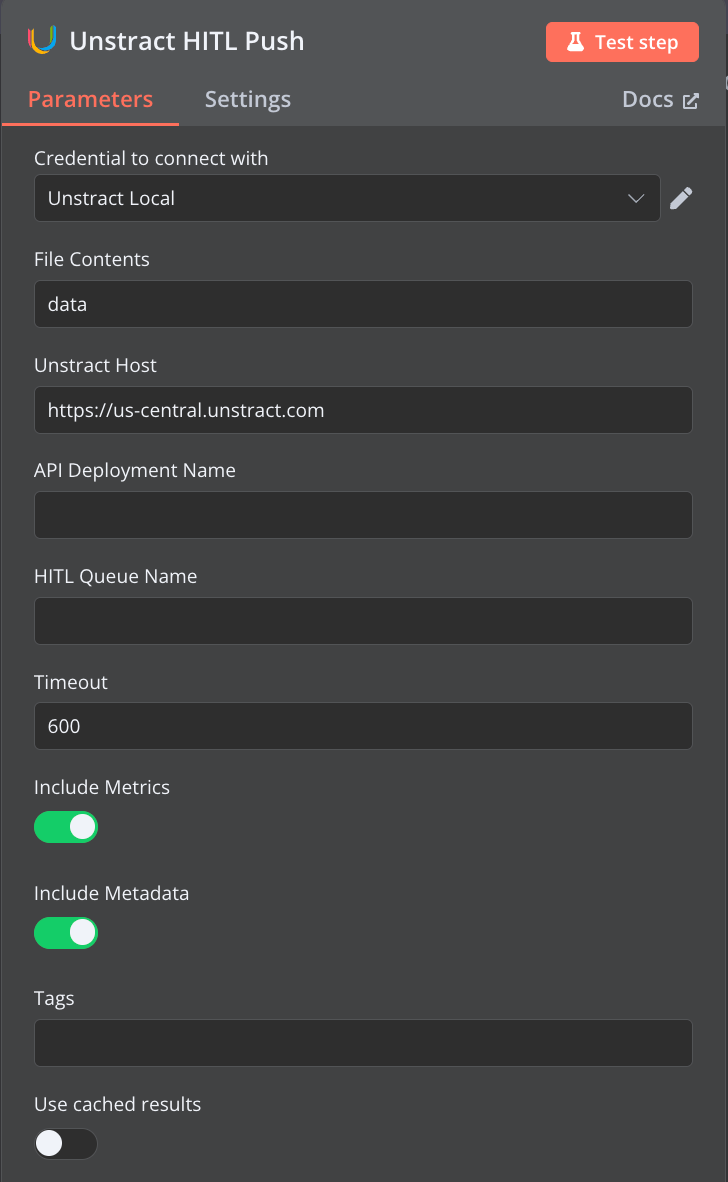 Unstract HITL Push
Test step
Parameters
Settings
Docs
Credential to connect with
Unstract Local
File Contents
data
Unstract Host
https://us-central.unstract.com
API Deployment Name
HITL Queue Name
Timeout
600
Include Metrics
Include Metadata
Tags
Use cached results